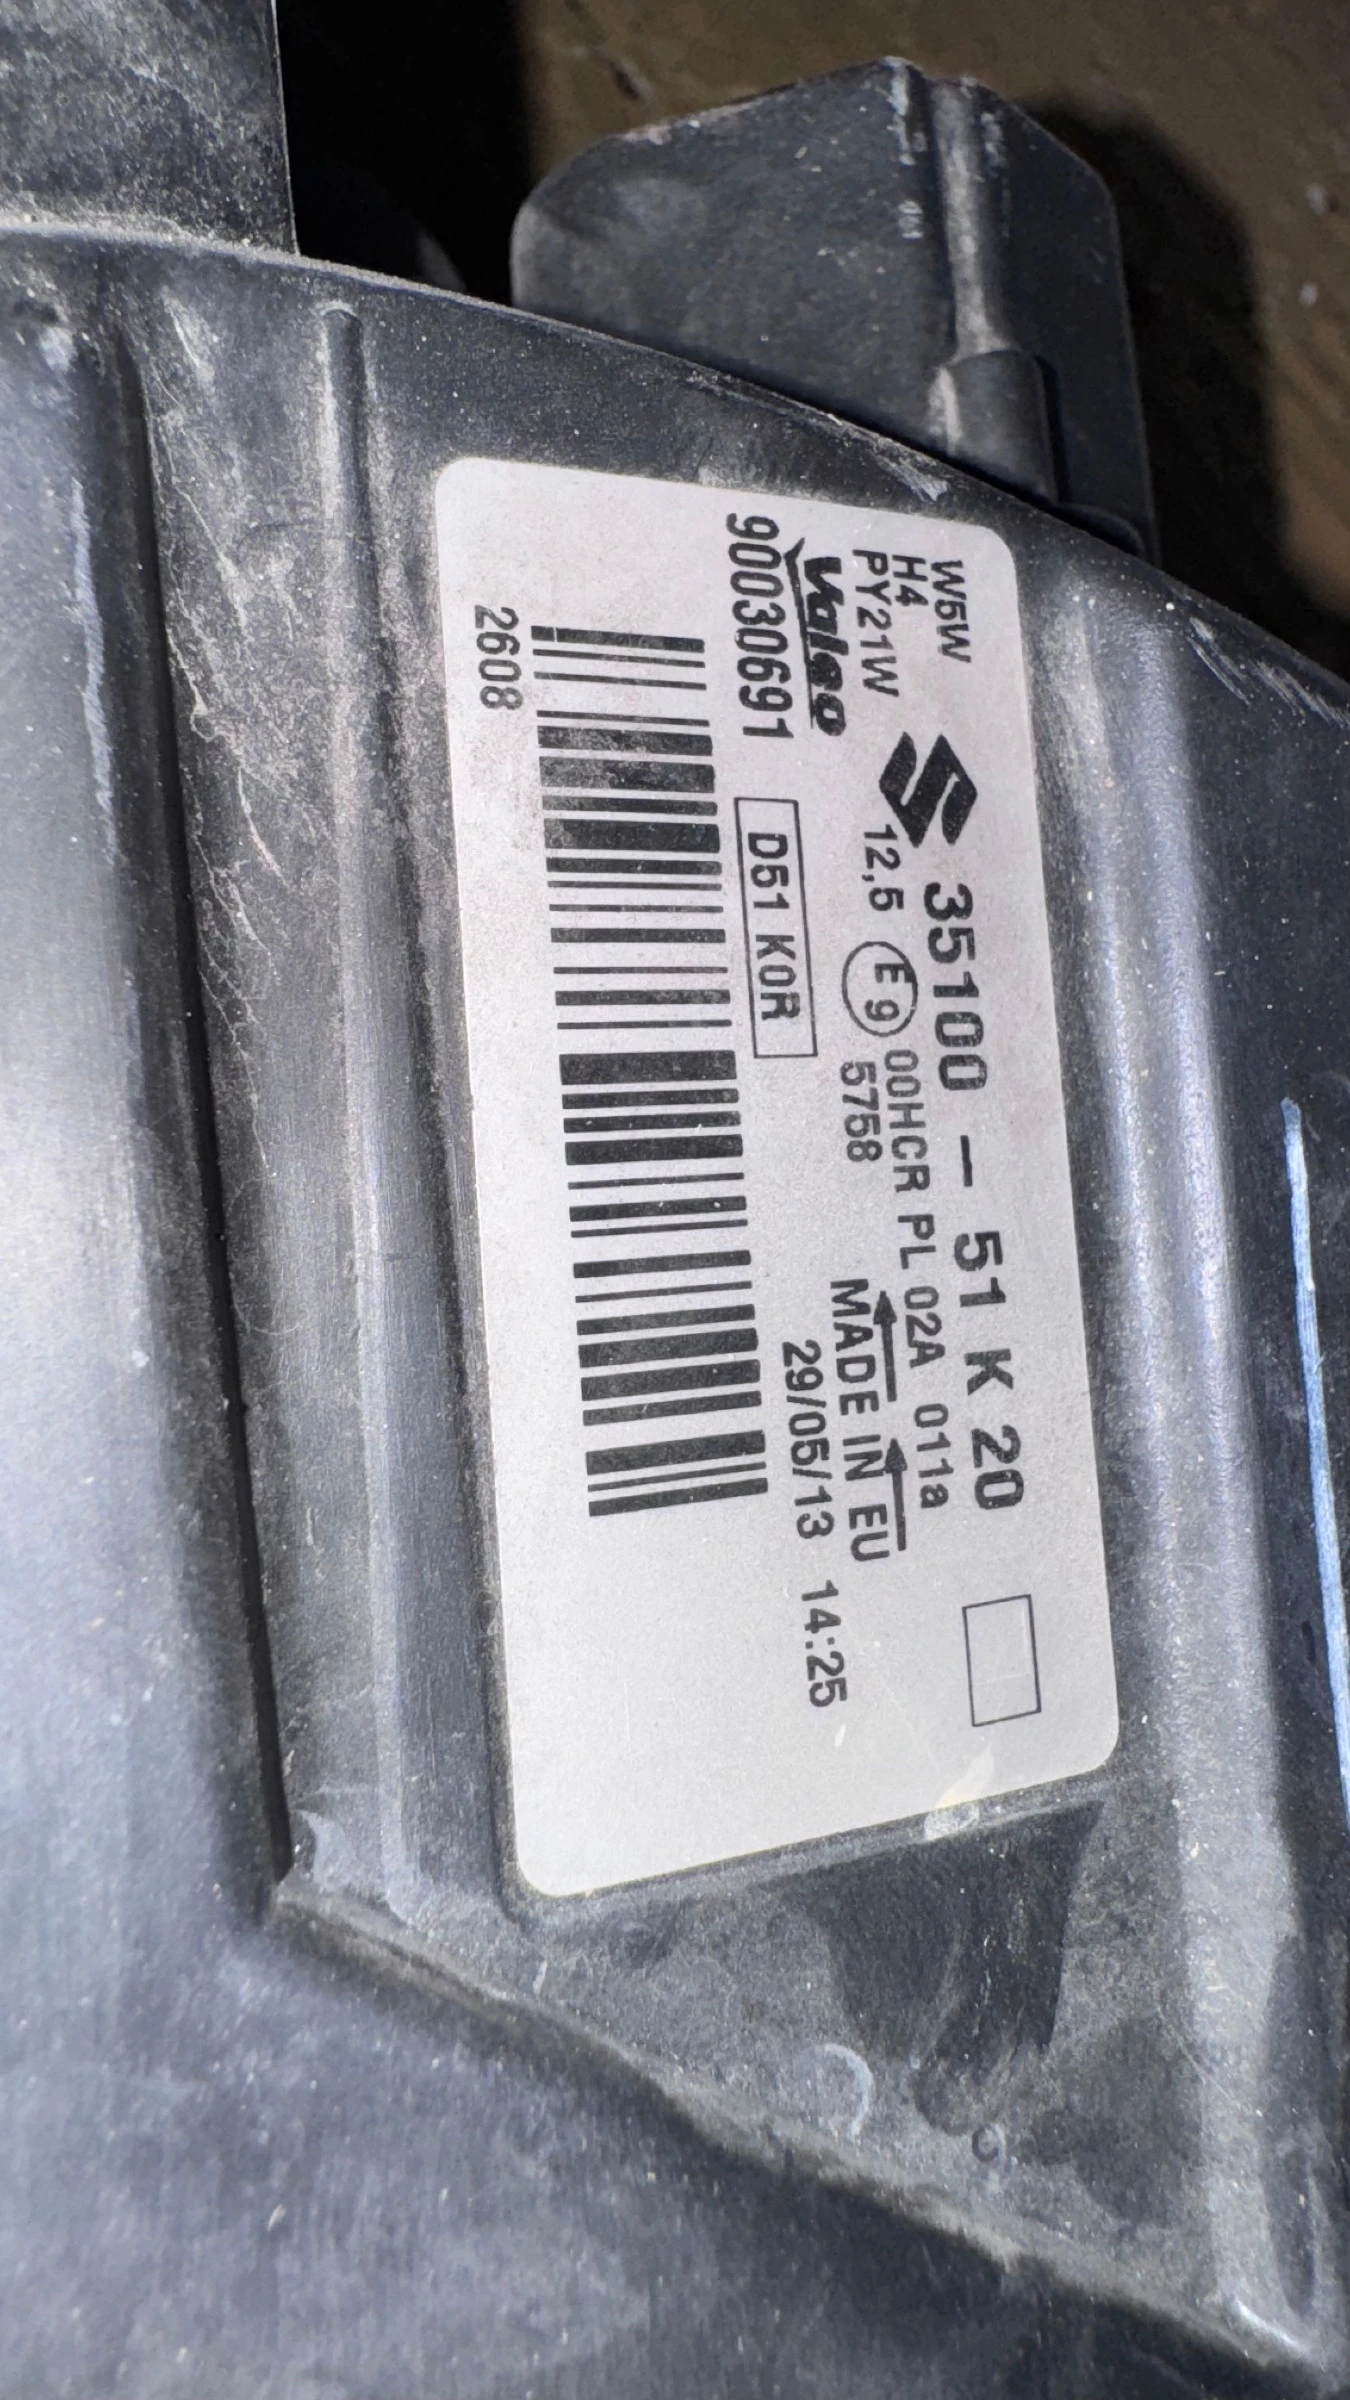 W5W
H4
PY21W
35100 - 51 K 20
12,5 E 9 00HCR PL 02A 011a
5758
Valeo
MADE IN EU
90030691
D51 K0R
29/05/13 14:25
2608